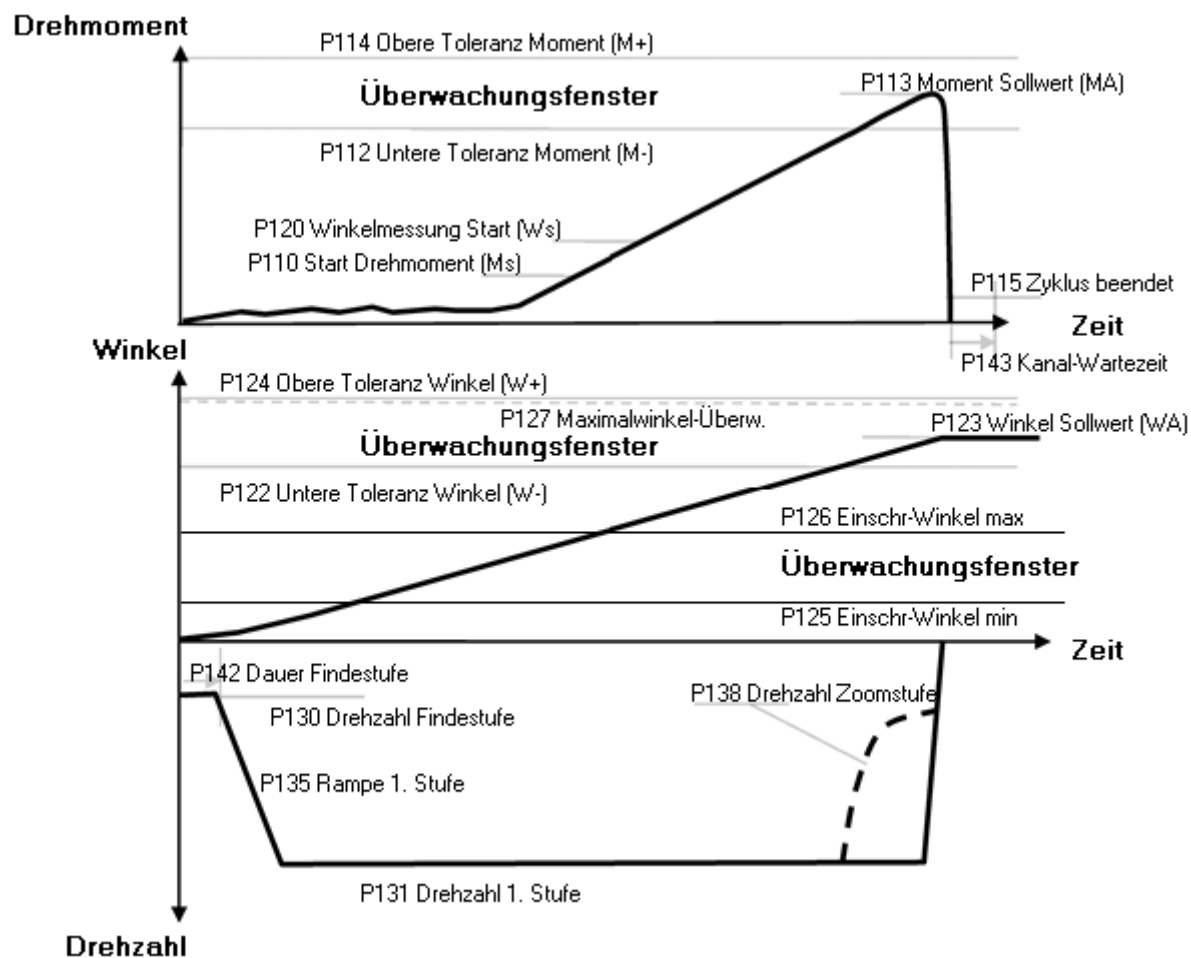 Drehmoment
P114 Obere Toleranz Moment (M+)
P113 Moment Sollwert (MA)
Überwachungsfenster
P112 Untere Toleranz Moment (M-)
P120 Winkelmessung Start (Ws)
P110 Start Drehmoment (Ms)
P115 Zyklus beendet
Zeit
Winkel
P143 Kanal-Wartezeit
P124 Obere Toleranz Winkel (W+)
P127 Maximalwinkel-Überw.
P123 Winkel Sollwert (WA)
Überwachungsfenster
P122 Untere Toleranz Winkel (W-)
P126 Einschr-Winkel max
Überwachungsfenster
P125 Einschr-Winkel min
Zeit
P142 Dauer Findestufe
P138 Drehzahl Zoomstufe
P130 Drehzahl Findestufe
P135 Rampe 1. Stufe
P131 Drehzahl 1. Stufe
Drehzahl